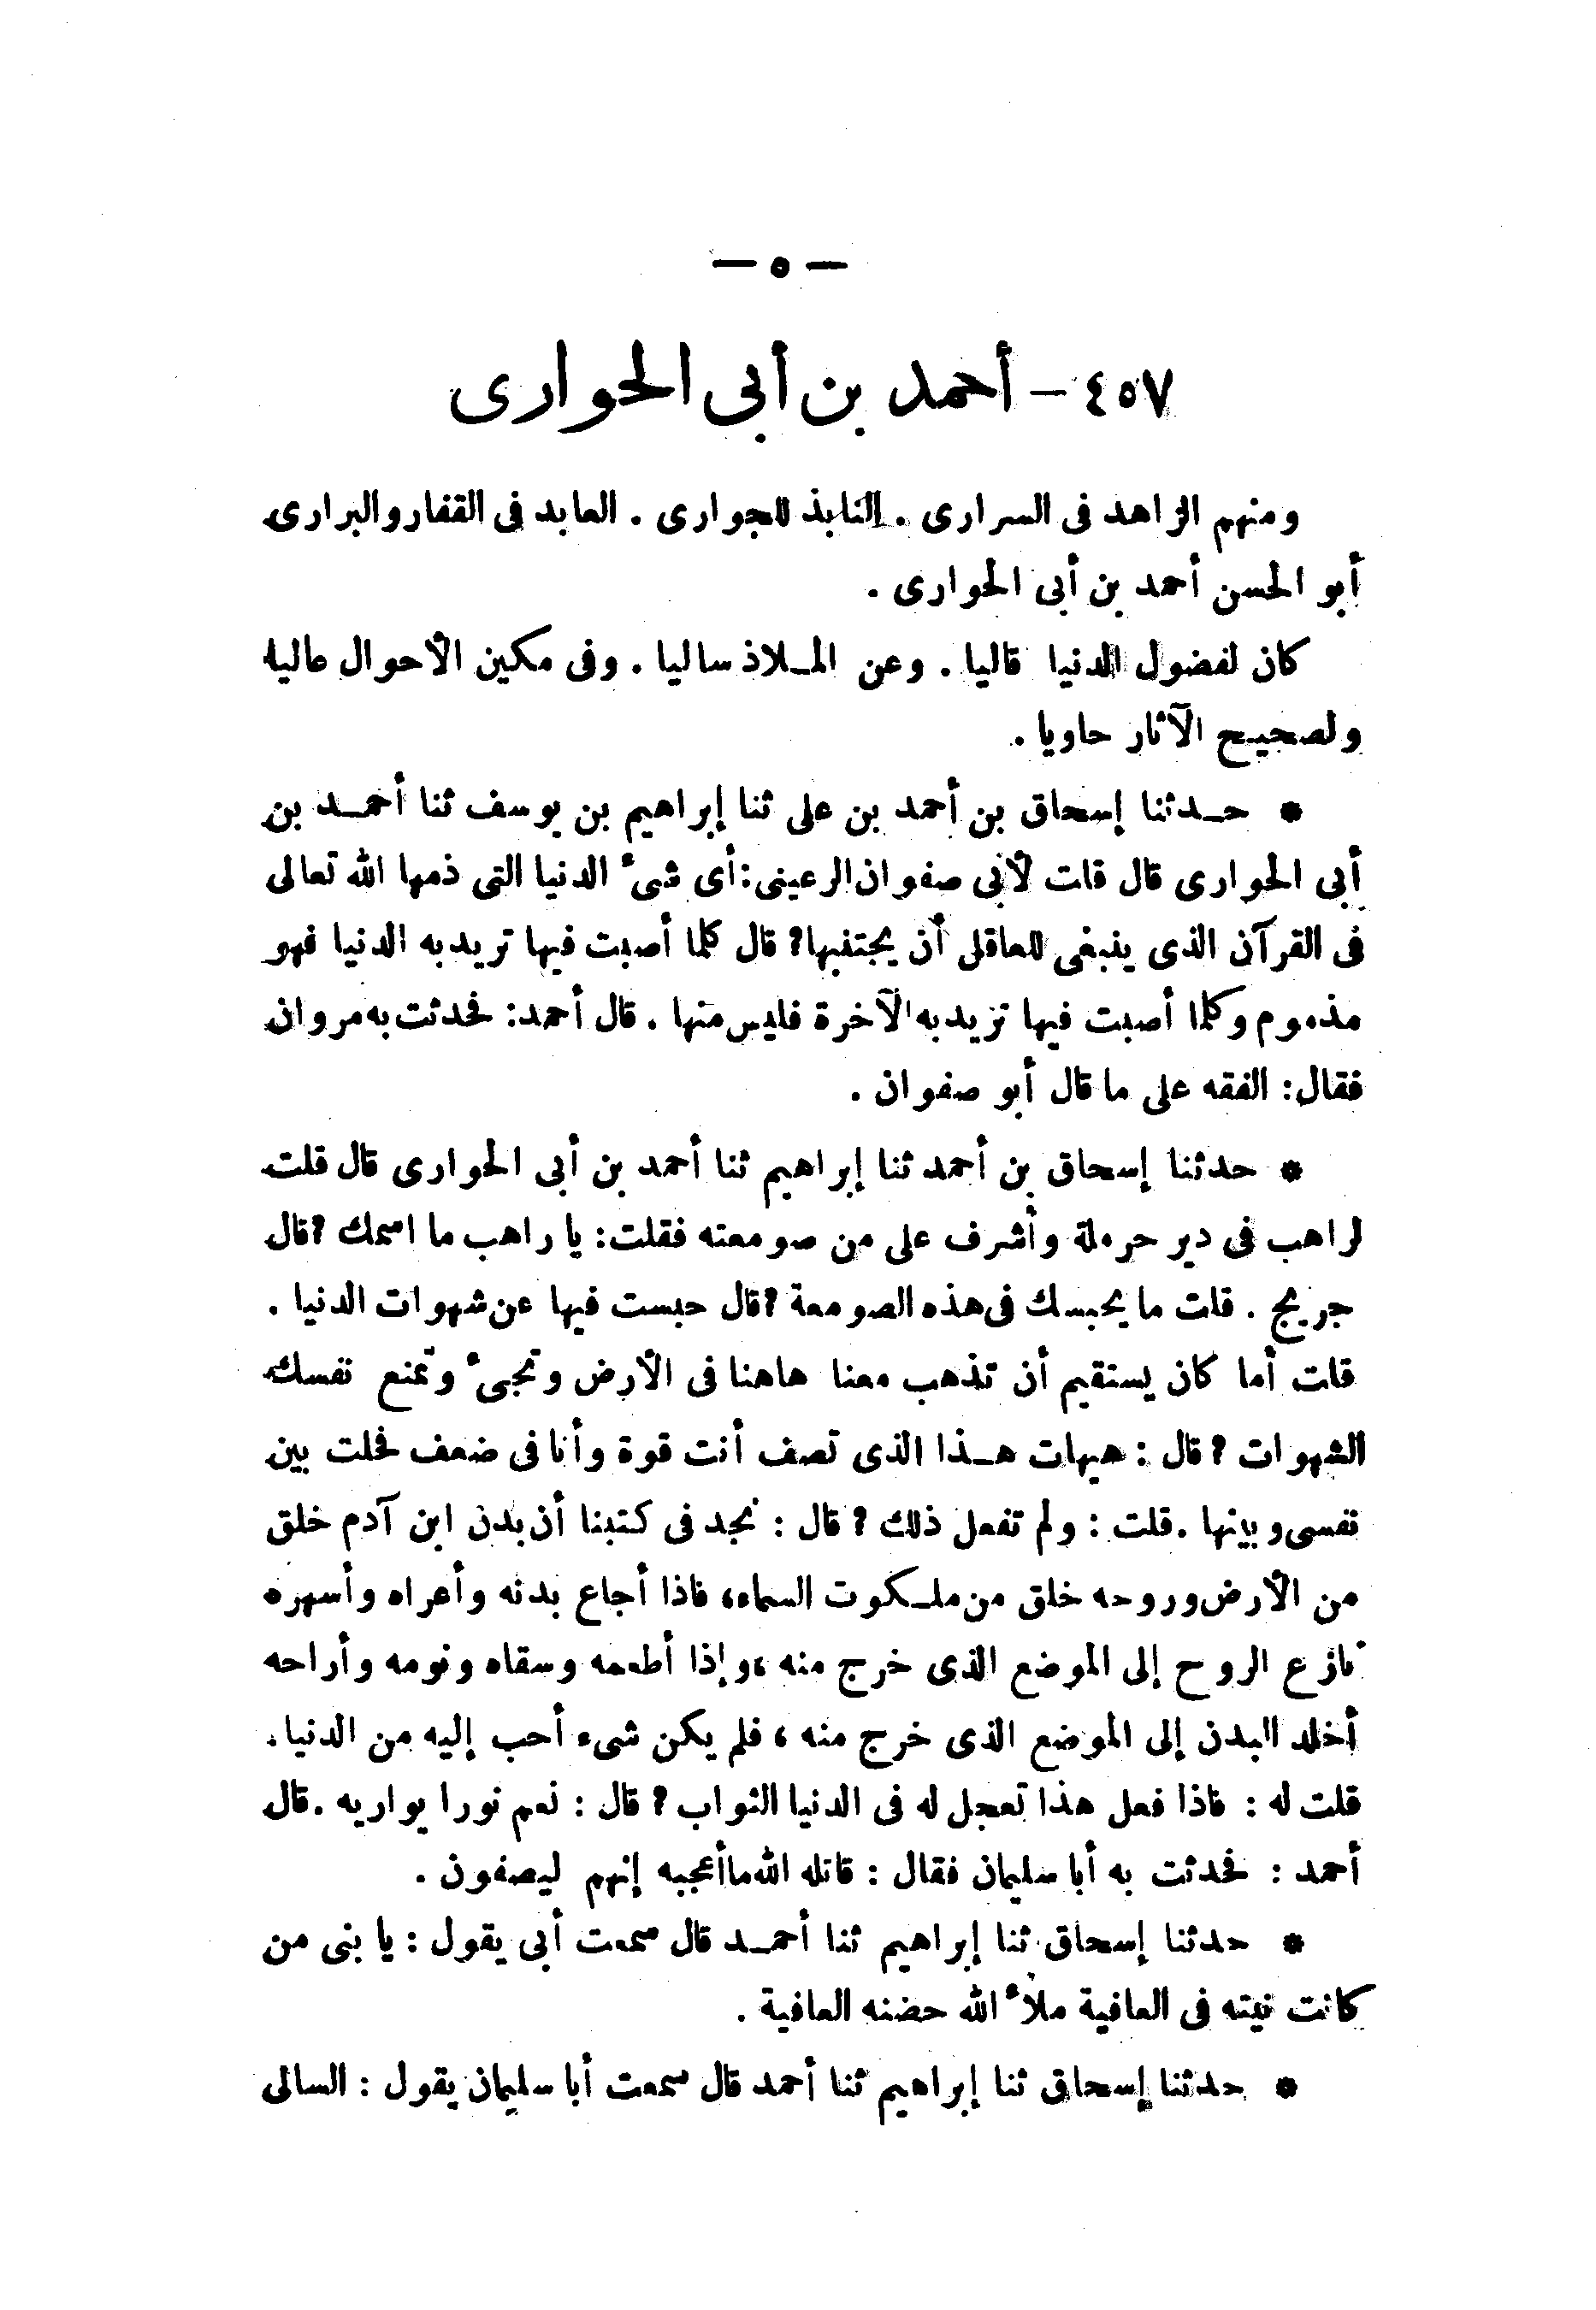 — ٥ —
٤٥٧ – أحمد بن أبى الحوارى
ومنهم الزاهد فى السرارى . النابذ للجوارى . العابد فى القفار والبرارى
أبو الحسن أحمد بن أبى الحوارى .
كان لفضول الدنيا قاليا . وعن الملاذ ساليا . وفى مكين الأحوال عاليا
ولصحيح الآثار حاويا .
* حدثنا إسحاق بن أحمد بن على ثنا إبراهيم بن يوسف ثنا أحمد بن
أبى الحوارى قال قلت لأبى صفوان الرعينى: أى شىء الدنيا التى ذمها الله تعالى
فى القرآن الذى ينبغى للعاقل أن يجتنبها؟ قال كلما أصبت فيها تريد به الدنيا فهو
مذموم وكلما أصبت فيها تريد به الآخرة فليس منها . قال أحمد: فحدثت به مروان
فقال: الفقه على ما قال أبو صفوان .
* حدثنا إسحاق بن أحمد ثنا إبراهيم ثنا أحمد بن أبى الحوارى قال قلت
لراهب فى دير حرملة وأشرف على من صومعته فقلت: يا راهب ما اسمك ؟ قال
جريج . قلت ما يحبسك فى هذه الصومعة ؟ قال حبست فيها عن شهوات الدنيا .
قلت أما كان يستقيم أن تذهب معنا هاهنا فى الأرض وتجىء وتمنع نفسك
الشهوات ؟ قال : هيهات هذا الذى تصف أنت قوة وأنا فى ضعف فحلت بين
نفسى وبينها . قلت : ولم تفعل ذلك ؟ قال : نجد فى كتبنا أن بدن ابن آدم خلق
من الأرض وروحه خلق من ملكوت السماء، فاذا أجاع بدنه وأعراه وأسهره
نازع الروح إلى الموضع الذى خرج منه ، وإذا أطعمه وسقاه ونومه وأراحه
أخلد البدن إلى الموضع الذى خرج منه ، فلم يكن شىء أحب إليه من الدنيا .
قلت له : فاذا فعل هذا تعجل له فى الدنيا الثواب ؟ قال : نعم نورا يواريه . قال
أحمد : فحدثت به أبا سليمان فقال : قاتله الله ما أعجبه إنهم ليصفون .
* حدثنا إسحاق ثنا إبراهيم ثنا أحمد قال سمعت أبى يقول : يا بنى من
كانت نيته فى العافية ملأ الله حضنه العافية .
* حدثنا إسحاق ثنا إبراهيم ثنا أحمد قال سمعت أبا سليمان يقول : السالى